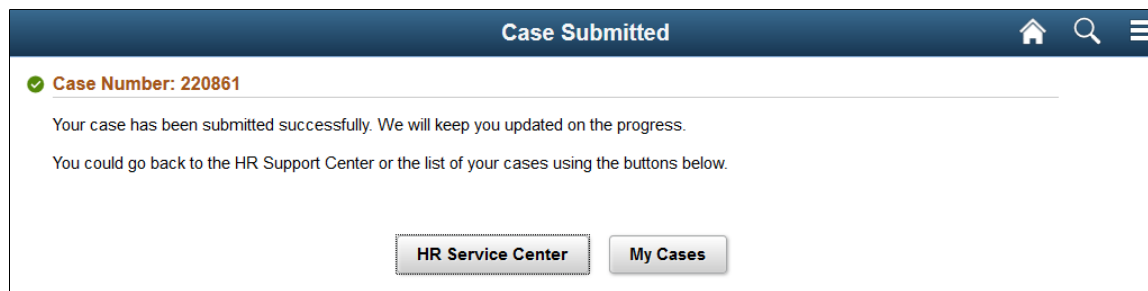 Case Submitted
Case Number: 220861
Your case has been submitted successfully. We will keep you updated on the progress.
You could go back to the HR Support Center or the list of your cases using the buttons below.
HR Service Center
My Cases